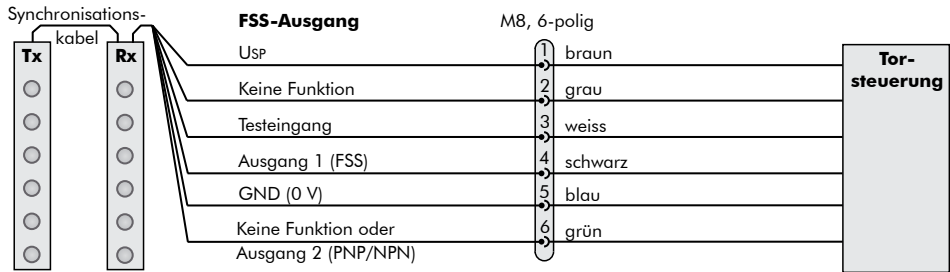 Synchronisations-
kabel
FSS-Ausgang
M8, 6-polig
Tx
Rx
Tor-
steuerung
USP
1
braun
Keine Funktion
2
grau
Testeingang
3
weiss
Ausgang 1 (FSS)
4
schwarz
GND (0 V)
5
blau
Keine Funktion oder
Ausgang 2 (PNP/NPN)
6
grün